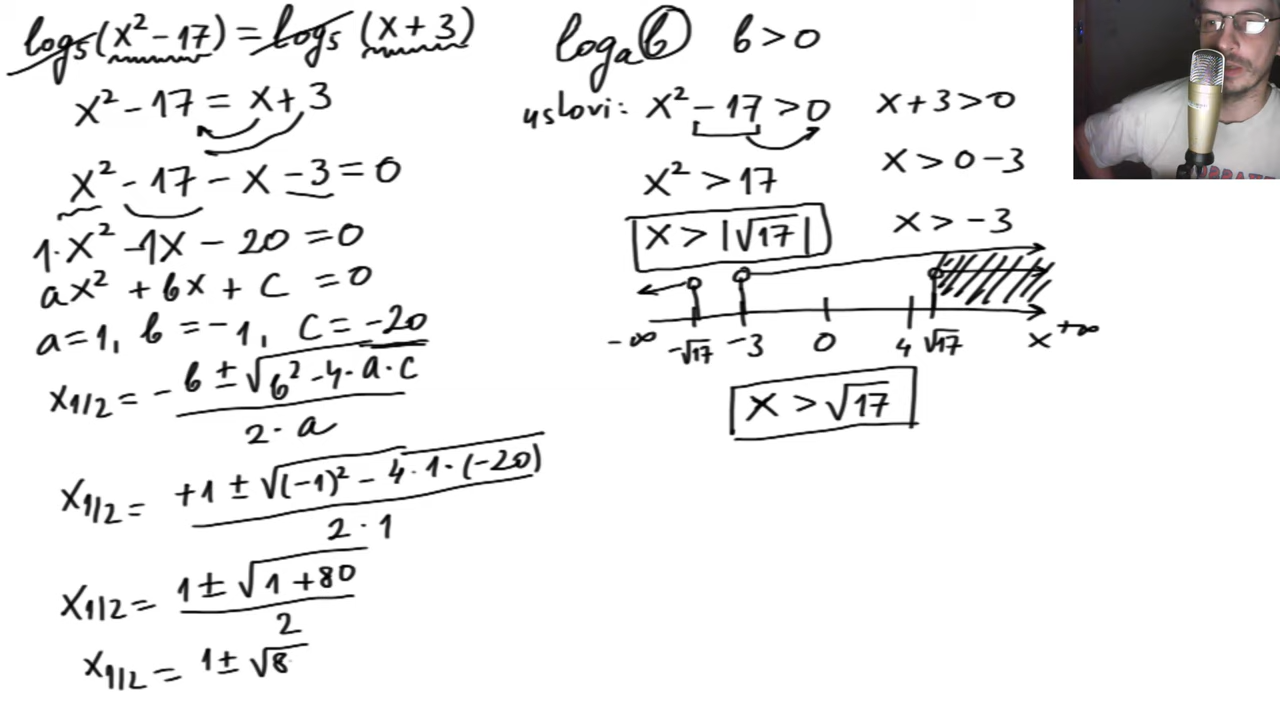 log₅(x²-17) = log₅(x+3)
x²-17 = x+3
x²-17-x-3=0
1·x²-1x-20=0
ax²+bx+c=0
a=1, b=-1, c=-20
x₁/₂ = -b±√(b²-4·a·c) / 2·a
x₁/₂ = +1±√((-1)²-4·1·(-20)) / 2·1
x₁/₂ = 1±√(1+80) / 2
x₁/₂ = 1±√8
logₐb b>0
uslovi: x²-17>0 x+3>0
x²>17 x>0-3
x>|√17| x>-3
-∞ -√17 -3 0 4 √17 x +∞
x>√17